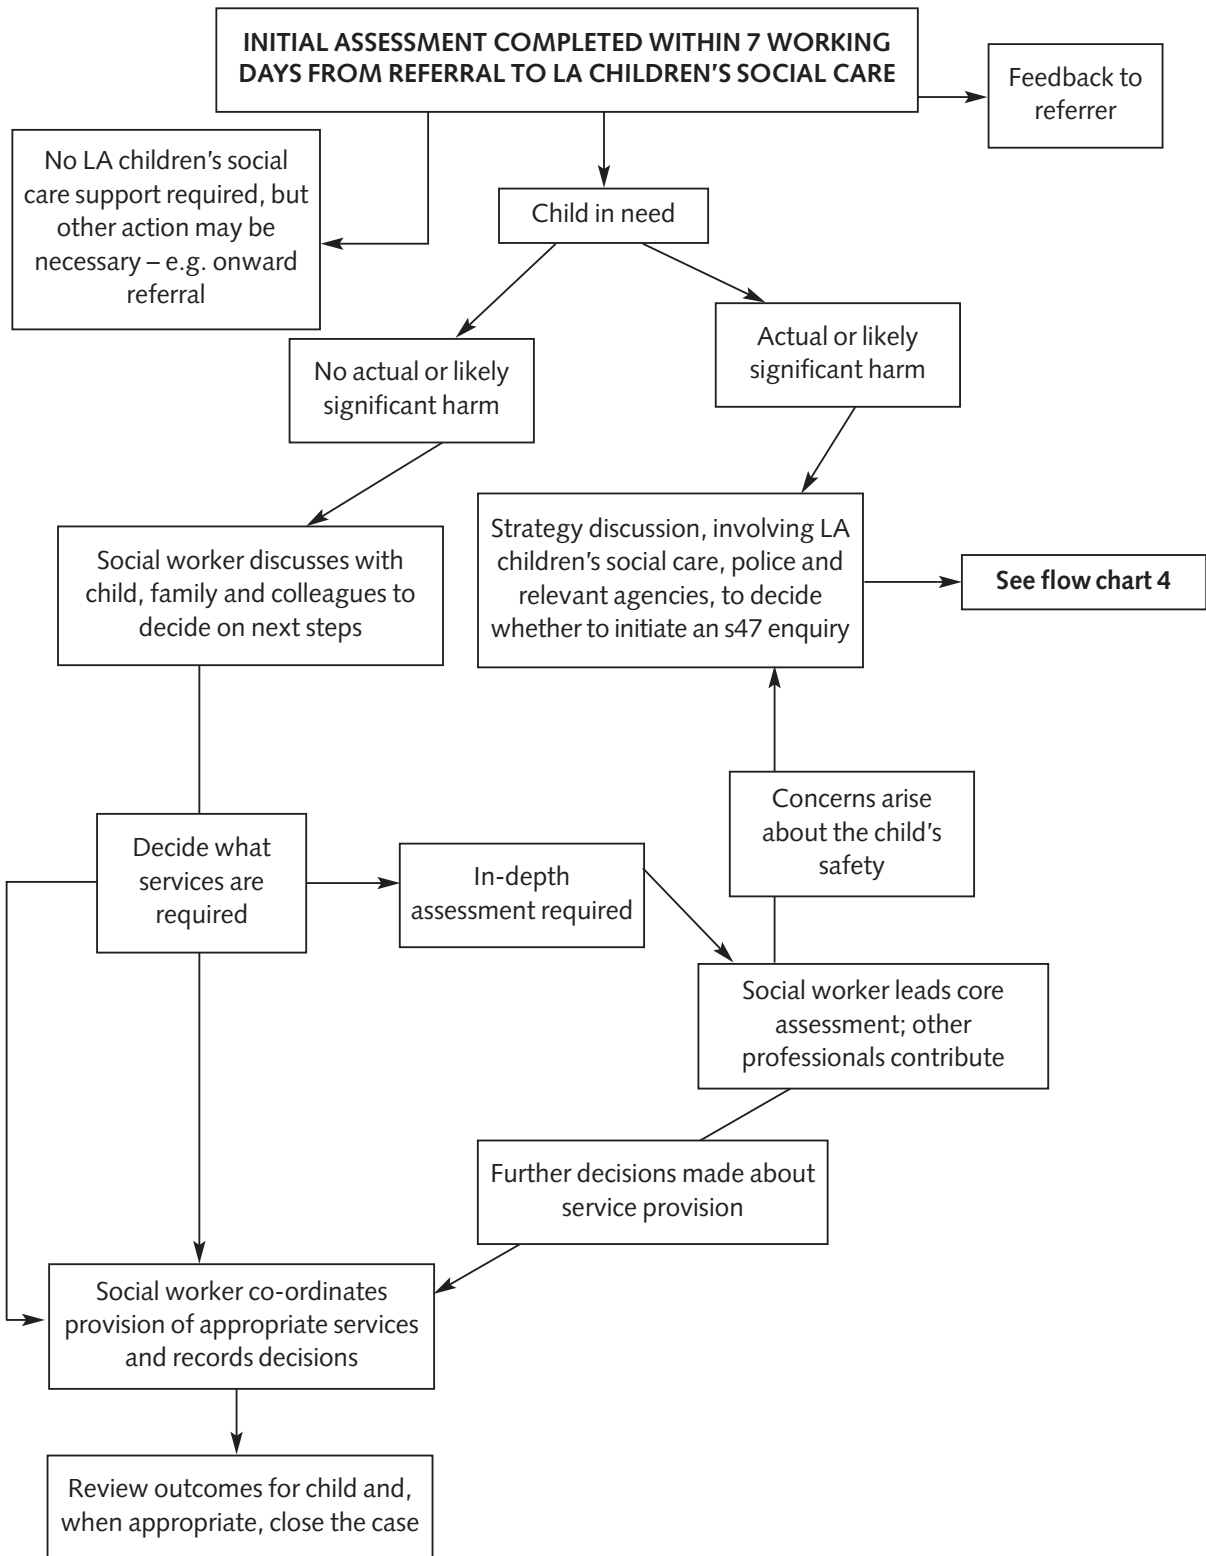 INITIAL ASSESSMENT COMPLETED WITHIN 7 WORKING
DAYS FROM REFERRAL TO LA CHILDREN'S SOCIAL CARE
Feedback to
referrer
No LA children's social
care support required, but
other action may be
necessary – e.g. onward
referral
Child in need
No actual or likely
significant harm
Actual or likely
significant harm
Social worker discusses with
child, family and colleagues to
decide on next steps
Strategy discussion, involving LA
children's social care, police and
relevant agencies, to decide
whether to initiate an s47 enquiry
See flow chart 4
Concerns arise
about the child's
safety
Decide what
services are
required
In-depth
assessment required
Social worker leads core
assessment; other
professionals contribute
Further decisions made about
service provision
Social worker co-ordinates
provision of appropriate services
and records decisions
Review outcomes for child and,
when appropriate, close the case